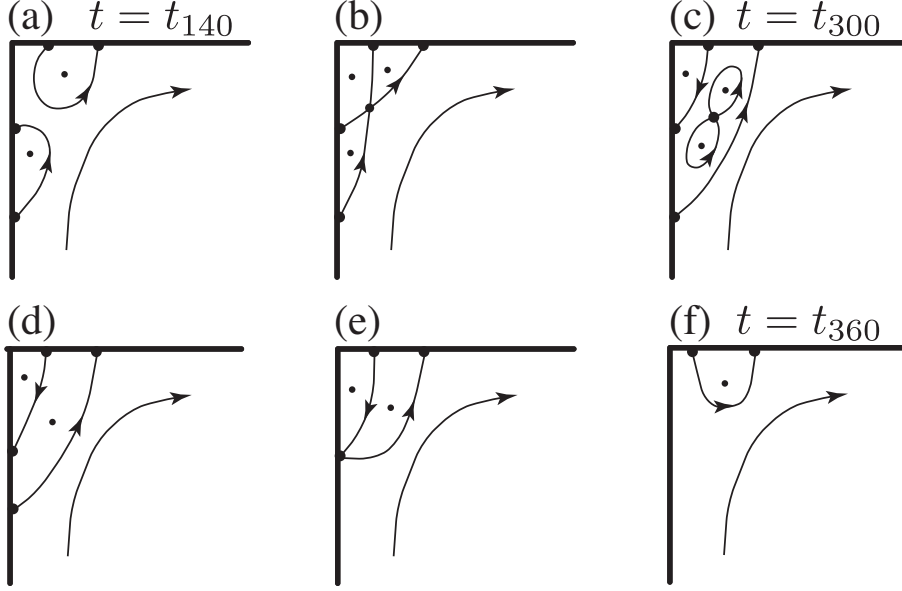 (a) t = t₁₄₀
(b)
(c) t = t₃₀₀
(d)
(e)
(f) t = t₃₆₀